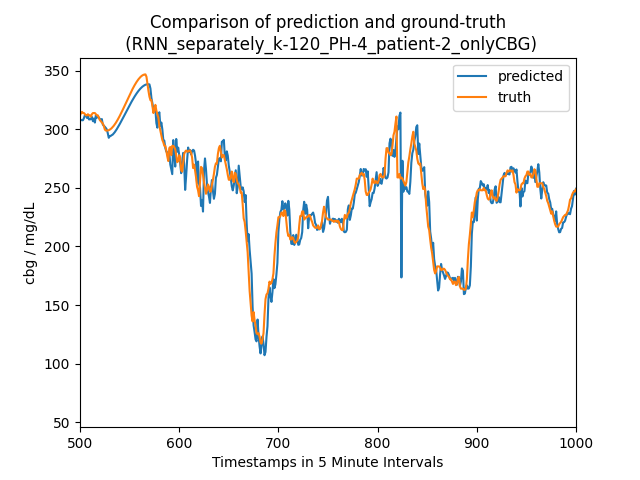 Comparison of prediction and ground-truth
(RNN_separately_k-120_PH-4_patient-2_onlyCBG)
predicted
truth
cbg / mg/dL
350
300
250
200
150
100
50
500 600 700 800 900 1000
Timestamps in 5 Minute Intervals